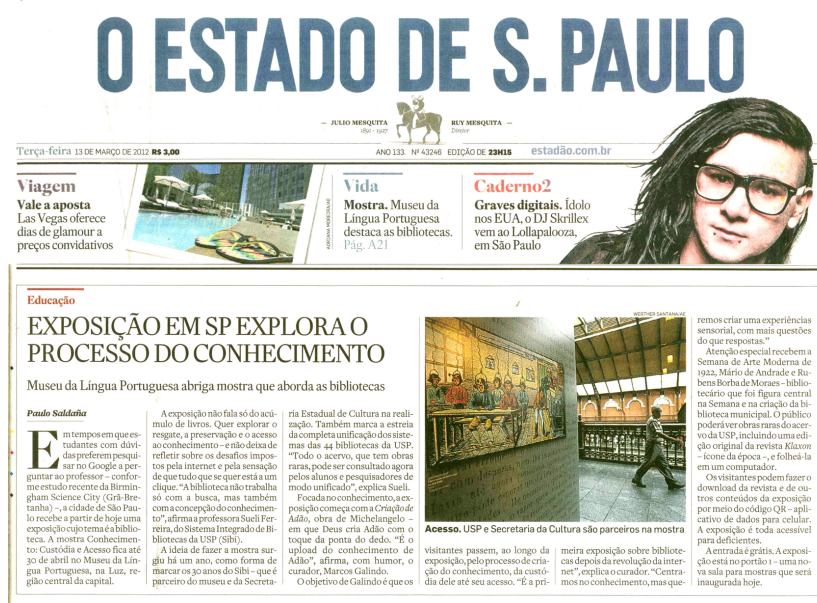 O ESTADO DE S. PAULO
— JULIO MESQUITA
1891 - 1927
RUY MESQUITA —
Diretor
Terça-feira 13 DE MARÇO DE 2012 R$ 3,00
ANO 133. Nº 43246 EDIÇÃO DE 23H15
estadão.com.br
Viagem
Vale a aposta
Las Vegas oferece
dias de glamour a
preços convidativos
ADRIANA MOREIRA/AE
Vida
Mostra. Museu da
Língua Portuguesa
destaca as bibliotecas.
Pág. A21
Caderno2
Graves digitais. Ídolo
nos EUA, o DJ Skrillex
vem ao Lollapalooza,
em São Paulo
Educação
EXPOSIÇÃO EM SP EXPLORA O
PROCESSO DO CONHECIMENTO
Museu da Língua Portuguesa abriga mostra que aborda as bibliotecas
Paulo Saldaña
Em tempos em que es-
tudantes com dúvi-
das preferem pesqui-
sar no Google a per-
guntar ao professor – confor-
me estudo recente da Birmin-
gham Science City (Grã-Bre-
tanha) –, a cidade de São Pau-
lo recebe a partir de hoje uma
exposição cujo tema é a biblio-
teca. A mostra Conhecimen-
to: Custódia e Acesso fica até
30 de abril no Museu da Lín-
gua Portuguesa, na Luz, re-
gião central da capital.
A exposição não fala só do acú-
mulo de livros. Quer explorar o
resgate, a preservação e o acesso
ao conhecimento – e não deixa de
refletir sobre os desafios impos-
tos pela internet e pela sensação
de que tudo que se quer está a um
clique. “A biblioteca não trabalha
só com a busca, mas também
com a concepção do conhecimen-
to”, afirma a professora Sueli Fer-
reira, do Sistema Integrado de Bi-
bliotecas da USP (Sibi).
A ideia de fazer a mostra sur-
giu há um ano, como forma de
marcar os 30 anos do Sibi – que é
parceiro do museu e da Secreta-
ria Estadual de Cultura na reali-
zação. Também marca a estreia
da completa unificação dos siste-
mas das 44 bibliotecas da USP.
“Todo o acervo, que tem obras
raras, pode ser consultado agora
pelos alunos e pesquisadores de
modo unificado”, explica Sueli.
Focada no conhecimento, a ex-
posição começa com a Criação de
Adão, obra de Michelangelo –
em que Deus cria Adão com o
toque da ponta do dedo. “É o
upload do conhecimento de
Adão”, afirma, com humor, o
curador, Marcos Galindo.
O objetivo de Galindo é que os
WERTHER SANTANA/AE
Acesso. USP e Secretaria da Cultura são parceiros na mostra
visitantes passem, ao longo da
exposição, pelo processo de cria-
ção do conhecimento, da custó-
dia dele até seu acesso. “É a pri-
meira exposição sobre bibliote-
cas depois da revolução da inter-
net”, explica o curador. “Centra-
mos no conhecimento, mas que-
remos criar uma experiências
sensorial, com mais questões
do que respostas.”
Atenção especial recebem a
Semana de Arte Moderna de
1922, Mário de Andrade e Ru-
bens Borba de Moraes – biblio-
tecário que foi figura central
na Semana e na criação da bi-
blioteca municipal. O público
poderá ver obras raras do acer-
vo da USP, incluindo uma edi-
ção original da revista Klaxon
– ícone da época –, e folheá-la
em um computador.
Os visitantes podem fazer o
download da revista e de ou-
tros conteúdos da exposição
por meio do código QR – apli-
cativo de dados para celular.
A exposição é toda acessível
para deficientes.
A entrada é grátis. A exposi-
ção está no portão 1 – uma no-
va sala para mostras que será
inaugurada hoje.